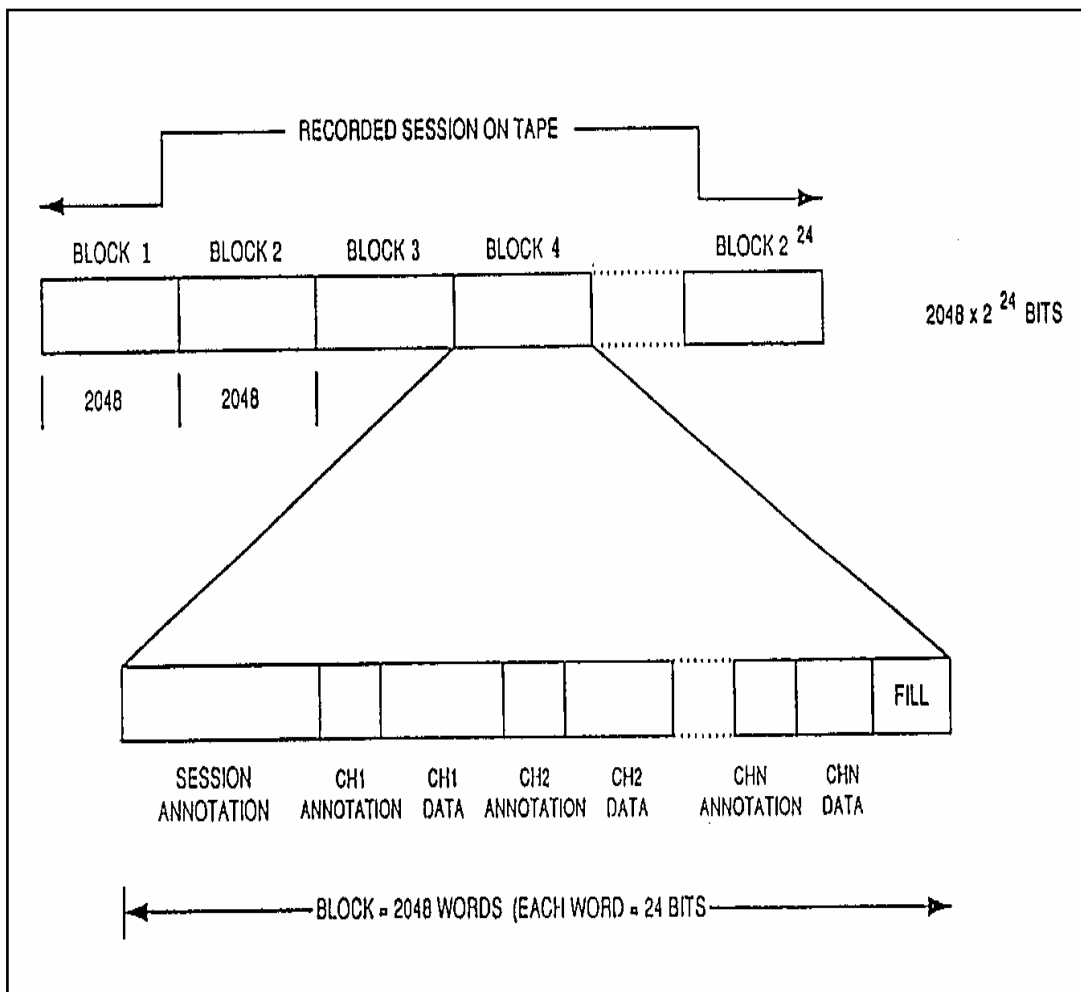 RECORDED SESSION ON TAPE
BLOCK 1 BLOCK 2 BLOCK 3 BLOCK 4 BLOCK 2 24
2048 x 2 24 BITS
2048 2048
FILL
SESSION ANNOTATION
CH1 ANNOTATION
CH1 DATA
CH2 ANNOTATION
CH2 DATA
CHN ANNOTATION
CHN DATA
BLOCK = 2048 WORDS (EACH WORD = 24 BITS